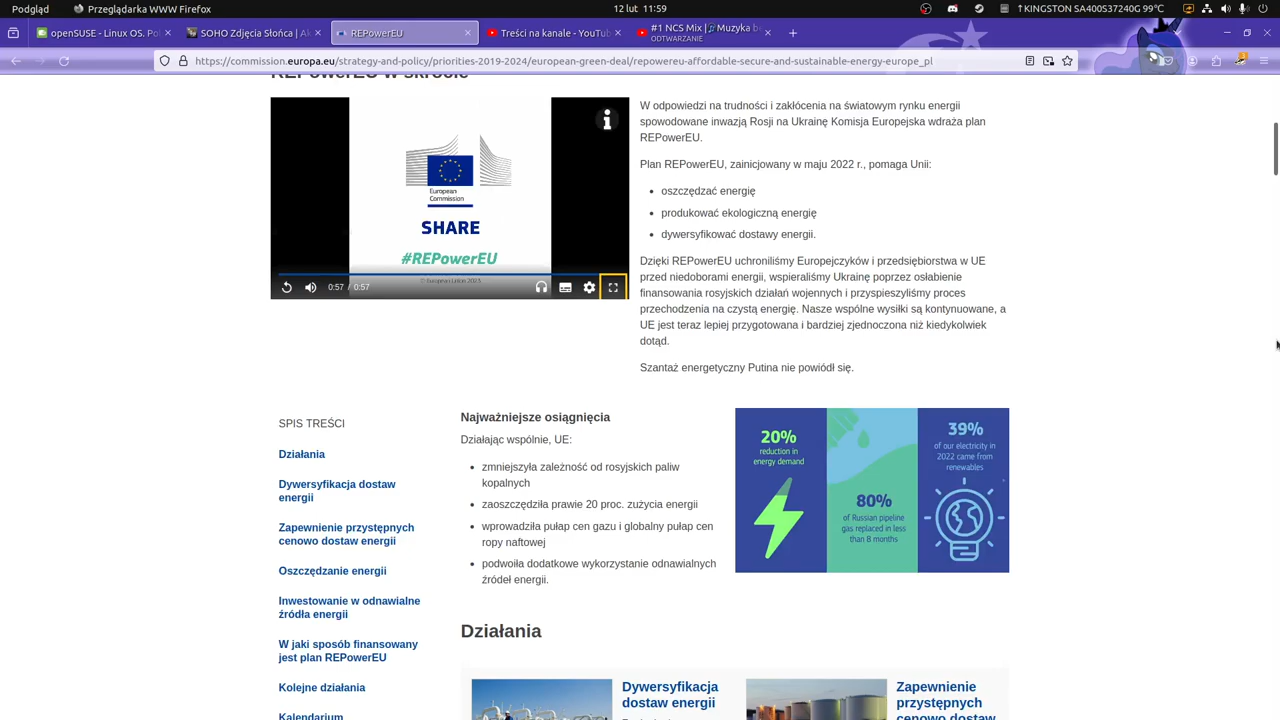 Podgląd
Przeglądarka WWW Firefox
12 lut 11:59
↑KINGSTON SA400S37240G 99°C
openSUSE - Linux OS. Pol
SOHO Zdjęcia Słońca | Ak
REPowerEU
Treści na kanale - YouTub
#1 NCS Mix | Muzyka be
ODTWARZANIE
https://commission.europa.eu/strategy-and-policy/priorities-2019-2024/european-green-deal/repowereu-affordable-secure-and-sustainable-energy-europe_pl
REPowerEU w skrócie
European
Commission
SHARE
#REPowerEU
© European Union 2023
0:57 / 0:57
W odpowiedzi na trudności i zakłócenia na światowym rynku energii
spowodowane inwazją Rosji na Ukrainę Komisja Europejska wdraża plan
REPowerEU.
Plan REPowerEU, zainicjowany w maju 2022 r., pomaga Unii:
oszczędzać energię
produkować ekologiczną energię
dywersyfikować dostawy energii.
Dzięki REPowerEU uchroniliśmy Europejczyków i przedsiębiorstwa w UE
przed niedoborami energii, wspieraliśmy Ukrainę poprzez osłabienie
finansowania rosyjskich działań wojennych i przyspieszyliśmy proces
przechodzenia na czystą energię. Nasze wspólne wysiłki są kontynuowane, a
UE jest teraz lepiej przygotowana i bardziej zjednoczona niż kiedykolwiek
dotąd.
Szantaż energetyczny Putina nie powiódł się.
SPIS TREŚCI
Działania
Dywersyfikacja dostaw
energii
Zapewnienie przystępnych
cenowo dostaw energii
Oszczędzanie energii
Inwestowanie w odnawialne
źródła energii
W jaki sposób finansowany
jest plan REPowerEU
Kolejne działania
Kalendarium
Najważniejsze osiągnięcia
Działając wspólnie, UE:
zmniejszyła zależność od rosyjskich paliw
kopalnych
zaoszczędziła prawie 20 proc. zużycia energii
wprowadziła pułap cen gazu i globalny pułap cen
ropy naftowej
podwoiła dodatkowe wykorzystanie odnawialnych
źródeł energii.
20%
reduction in
energy demand
80%
of Russian pipeline
gas replaced in less
than 8 months
39%
of our electricity in
2022 came from
renewables
Działania
Dywersyfikacja
dostaw energii
Zapewnienie
przystępnych
cenowo dostaw